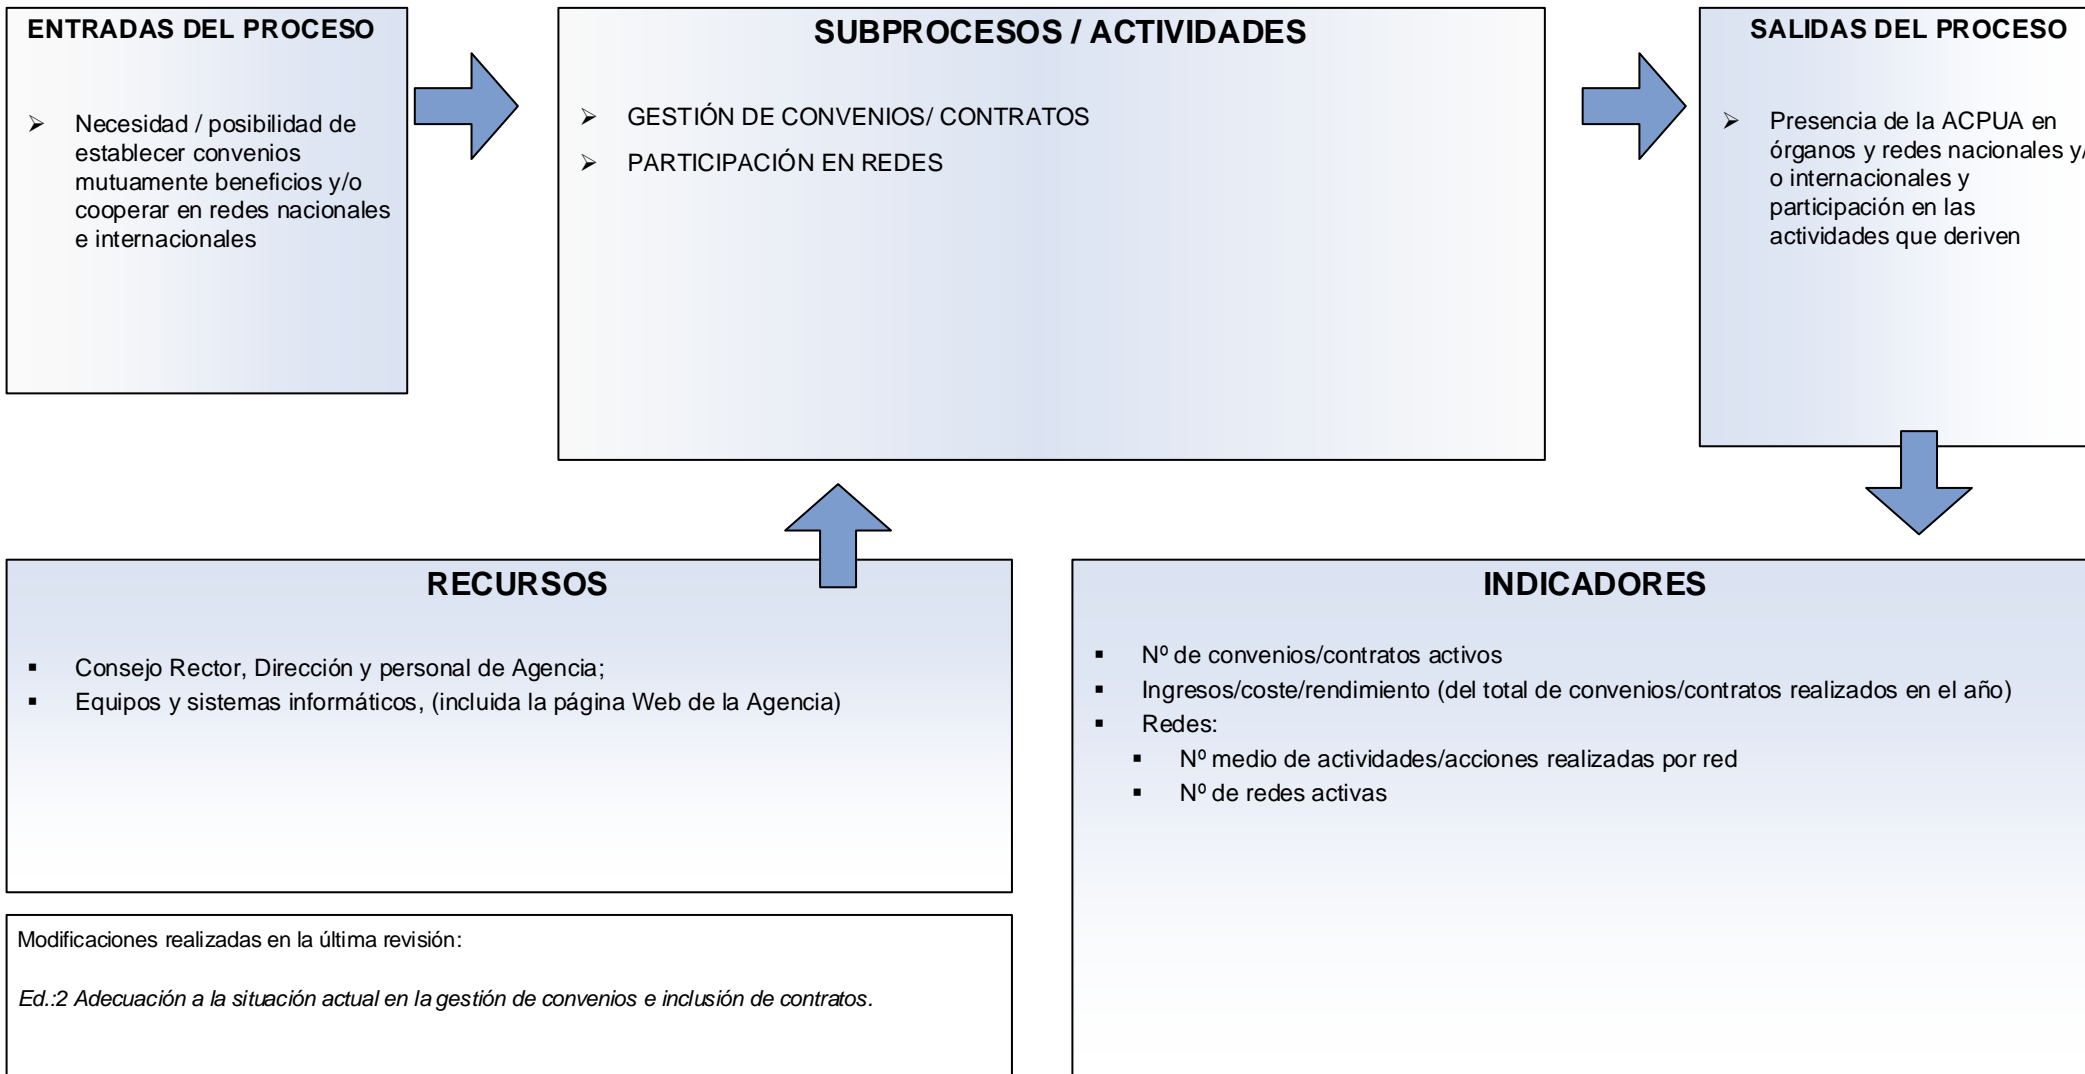 ENTRADAS DEL PROCESO
➢ Necesidad / posibilidad de
establecer convenios
mutuamente beneficios y/o
cooperar en redes nacionales
e internacionales
SUBPROCESOS / ACTIVIDADES
➢ GESTIÓN DE CONVENIOS/ CONTRATOS
➢ PARTICIPACIÓN EN REDES
SALIDAS DEL PROCESO
➢ Presencia de la ACPUA en
órganos y redes nacionales y/
o internacionales y
participación en las
actividades que deriven
RECURSOS
▪ Consejo Rector, Dirección y personal de Agencia;
▪ Equipos y sistemas informáticos, (incluida la página Web de la Agencia)
INDICADORES
▪ Nº de convenios/contratos activos
▪ Ingresos/coste/rendimiento (del total de convenios/contratos realizados en el año)
▪ Redes:
▪ Nº medio de actividades/acciones realizadas por red
▪ Nº de redes activas
Modificaciones realizadas en la última revisión:
Ed.:2 Adecuación a la situación actual en la gestión de convenios e inclusión de contratos.